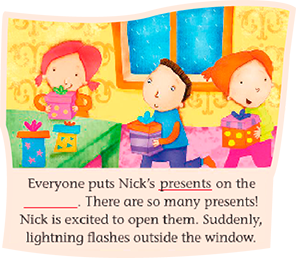 Everyone puts Nick's presents on the
________. There are so many presents!
Nick is excited to open them. Suddenly,
lightning flashes outside the window.